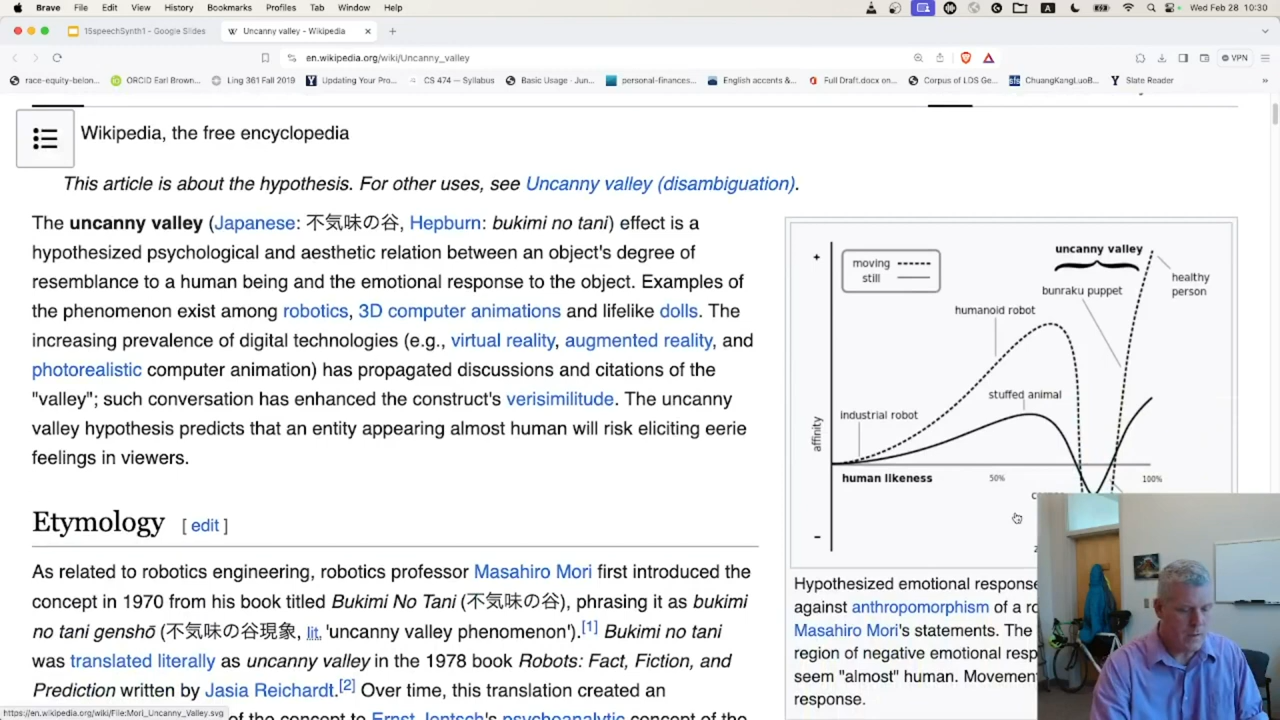 Brave File Edit View History Bookmarks Profiles Tab Window Help Wed Feb 28 10:30
15speechSynth1 - Google Slides
Uncanny valley - Wikipedia
en.wikipedia.org/wiki/Uncanny_valley
VPN
race-equity-belon... ORCID Earl Brown... Ling 361 Fall 2019 Updating Your Pro... CS 474 — Syllabus Basic Usage · Jun... personal-finances... English accents &... Full Draft.docx on... Corpus of LDS Ge... ChuangKangLuoB... Slate Reader
Wikipedia, the free encyclopedia
This article is about the hypothesis. For other uses, see Uncanny valley (disambiguation).
The uncanny valley (Japanese: 不気味の谷, Hepburn: bukimi no tani) effect is a
hypothesized psychological and aesthetic relation between an object's degree of
resemblance to a human being and the emotional response to the object. Examples of
the phenomenon exist among robotics, 3D computer animations and lifelike dolls. The
increasing prevalence of digital technologies (e.g., virtual reality, augmented reality, and
photorealistic computer animation) has propagated discussions and citations of the
"valley"; such conversation has enhanced the construct's verisimilitude. The uncanny
valley hypothesis predicts that an entity appearing almost human will risk eliciting eerie
feelings in viewers.
Etymology [ edit ]
As related to robotics engineering, robotics professor Masahiro Mori first introduced the
concept in 1970 from his book titled Bukimi No Tani (不気味の谷), phrasing it as bukimi
no tani genshō (不気味の谷現象, lit. 'uncanny valley phenomenon').[1] Bukimi no tani
was translated literally as uncanny valley in the 1978 book Robots: Fact, Fiction, and
Prediction written by Jasia Reichardt.[2] Over time, this translation created an
of the concept to Ernst Jentsch's psychoanalytic concept of the
https://en.wikipedia.org/wiki/File:Mori_Uncanny_Valley.svg
+
moving
still
uncanny valley
healthy
person
bunraku puppet
humanoid robot
stuffed animal
industrial robot
affinity
human likeness 50% 100%
-
Hypothesized emotional response
against anthropomorphism of a
Masahiro Mori's statements. The
region of negative emotional
seem "almost" human.
response.